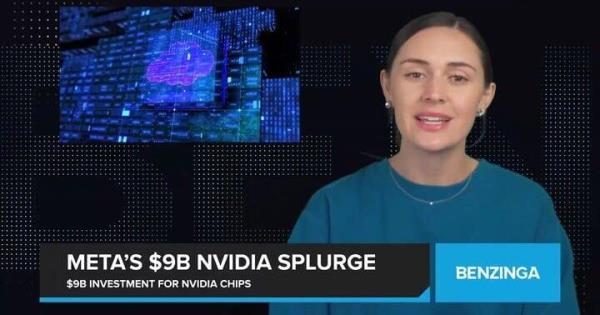 META'S $9B NVIDIA SPLURGE
$9B INVESTMENT FOR NVIDIA CHIPS
BENZINGA